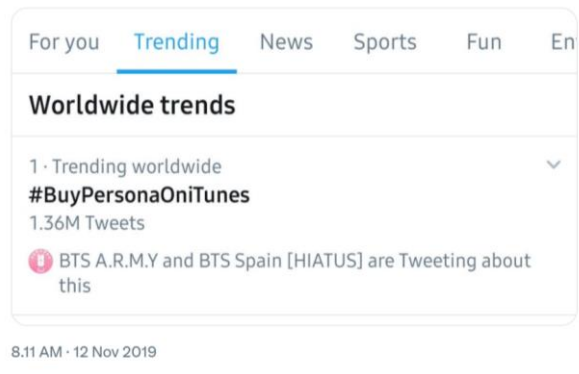 For you Trending News Sports Fun En
Worldwide trends
1 · Trending worldwide
#BuyPersonaOniTunes
1.36M Tweets
BTS A.R.M.Y and BTS Spain [HIATUS] are Tweeting about
this
8.11 AM · 12 Nov 2019